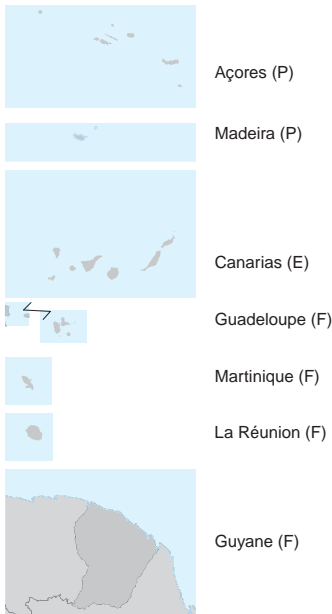 Açores (P)
Madeira (P)
Canarias (E)
Guadeloupe (F)
Martinique (F)
La Réunion (F)
Guyane (F)